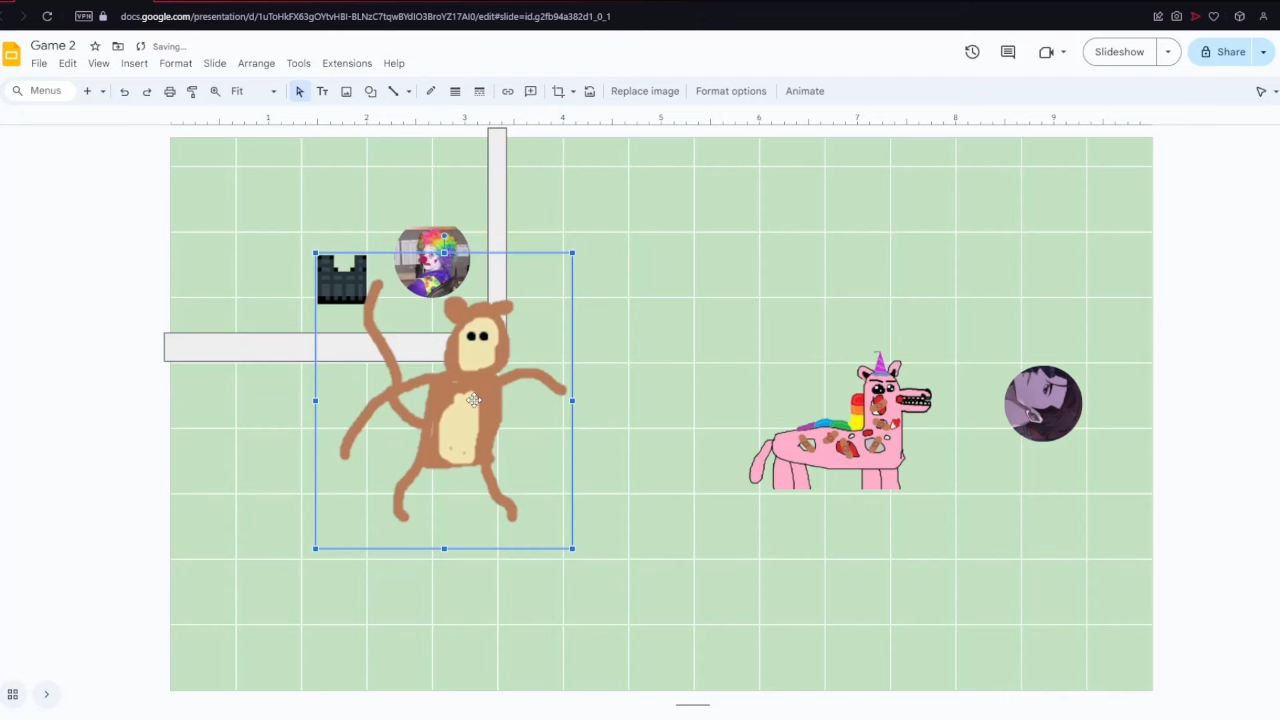 VPN docs.google.com/presentation/d/1uToHkFX63gOYtvHBI-BLNzC7tqwBYdIO3BroYZ17AI0/edit#slide=id.g2fb94a382d1_0_1
Game 2 Saving...
File Edit View Insert Format Slide Arrange Tools Extensions Help
Slideshow Share
Menus Fit Replace image Format options Animate
1 2 3 4 5 6 7 8 9